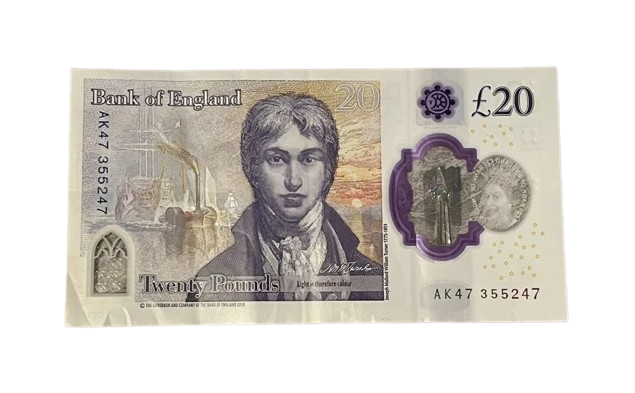 Bank of England
20
£20
AK47 355247
Twenty Pounds
Light is therefore colour
Joseph Mallord William Turner 1775-1851
AK47 355247
© THE GOVERNOR AND COMPANY OF THE BANK OF ENGLAND 2018